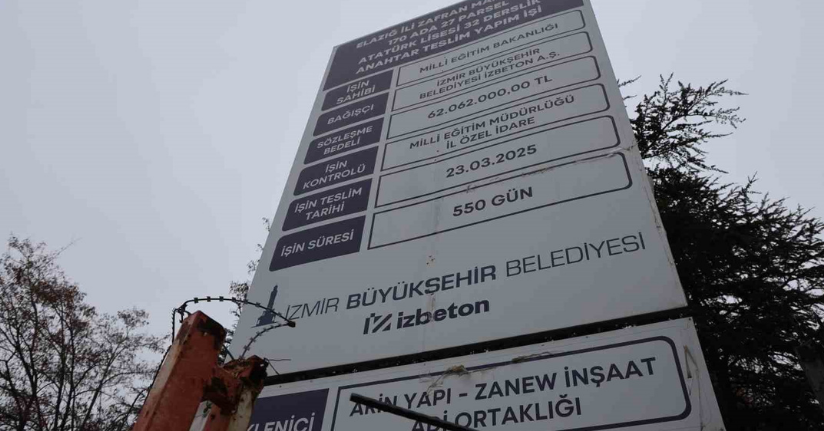 ELAZIĞ İLİ ZAFRAN
170 ADA 27 PARSEL
ATATÜRK LİSESİ 32 DERSLİK
ANAHTAR TESLİM YAPIM İŞİ
İŞİN SAHİBİ
MİLLİ EĞİTİM BAKANLIĞI
BAĞIŞÇI
İZMİR BÜYÜKŞEHİR
BELEDİYESİ İZBETON A.Ş.
SÖZLEŞME BEDELİ
62.062.000,00 TL
İŞİN KONTROLÜ
MİLLİ EĞİTİM MÜDÜRLÜĞÜ
İL ÖZEL İDARE
İŞİN TESLİM TARİHİ
23.03.2025
İŞİN SÜRESİ
550 GÜN
İZMİR BÜYÜKŞEHİR BELEDİYESİ
izbeton
KLENİCİ
AKIN YAPI - ZANEW İNŞAAT
ADİ ORTAKLIĞI